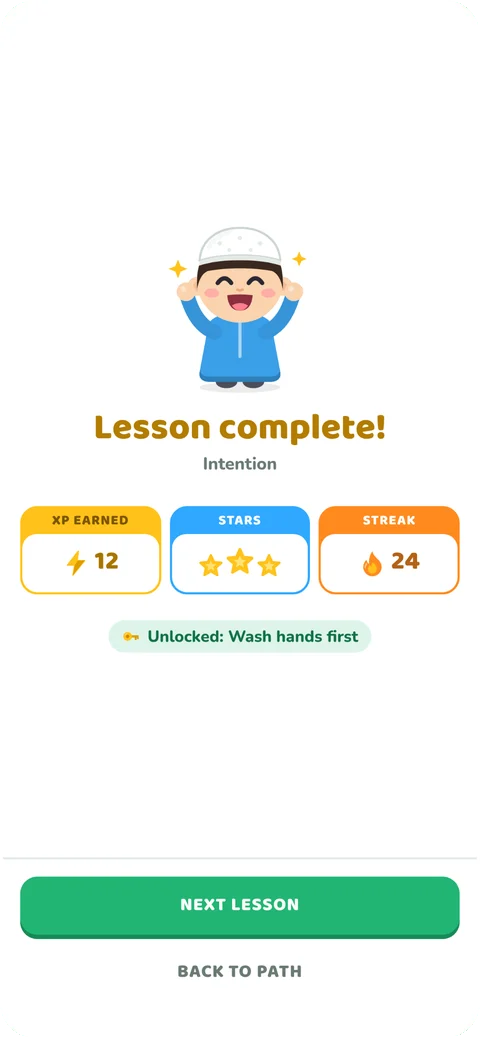 Lesson complete!
Intention
XP EARNED
12
STARS
STREAK
24
Unlocked: Wash hands first
NEXT LESSON
BACK TO PATH